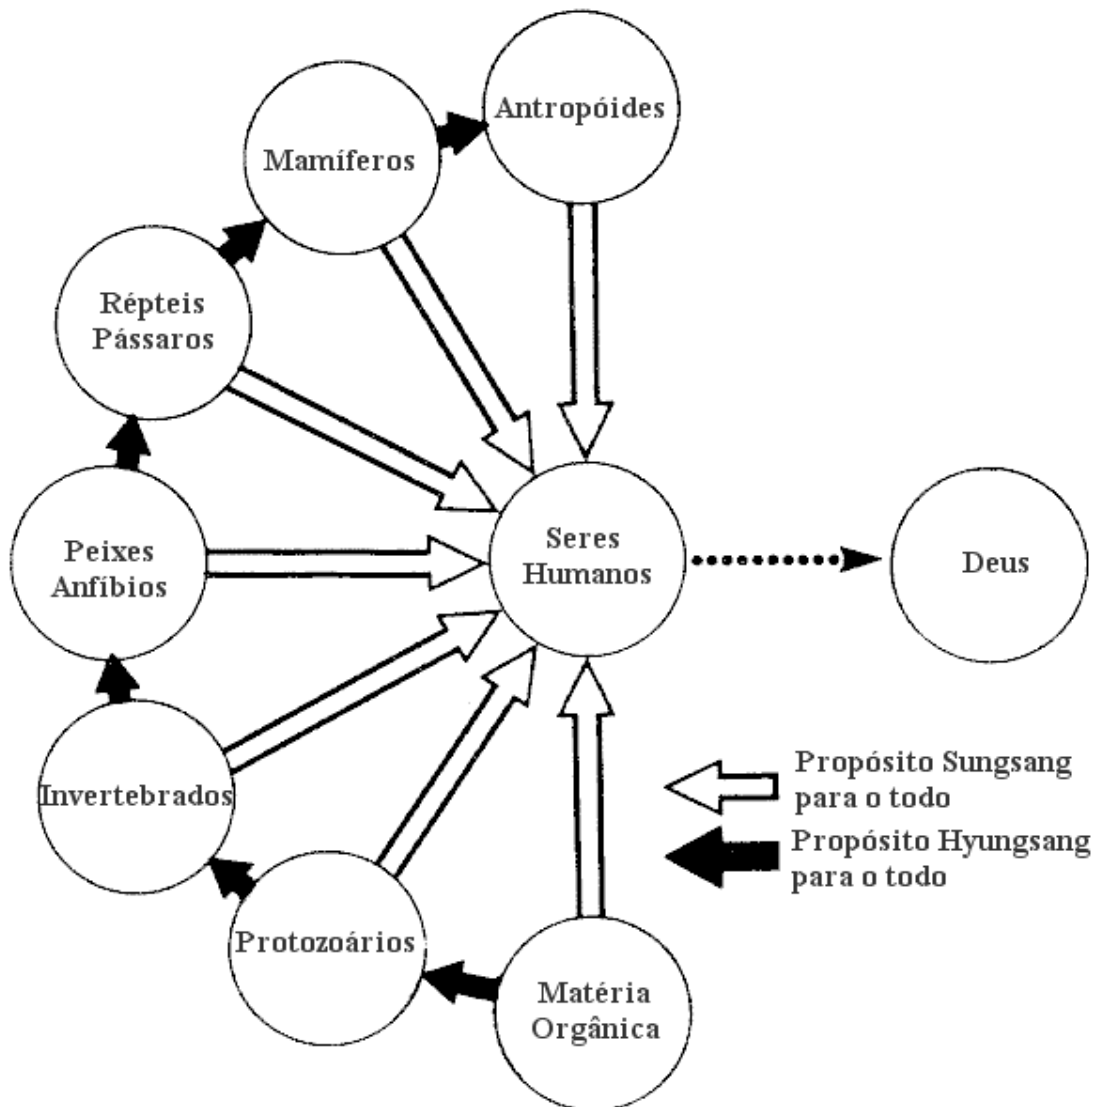 Antropóides
Mamíferos
Répteis
Pássaros
Peixes
Anfíbios
Seres
Humanos
Deus
Invertebrados
Propósito Sungsang
para o todo
Propósito Hyungsang
para o todo
Protozoários
Matéria
Orgânica